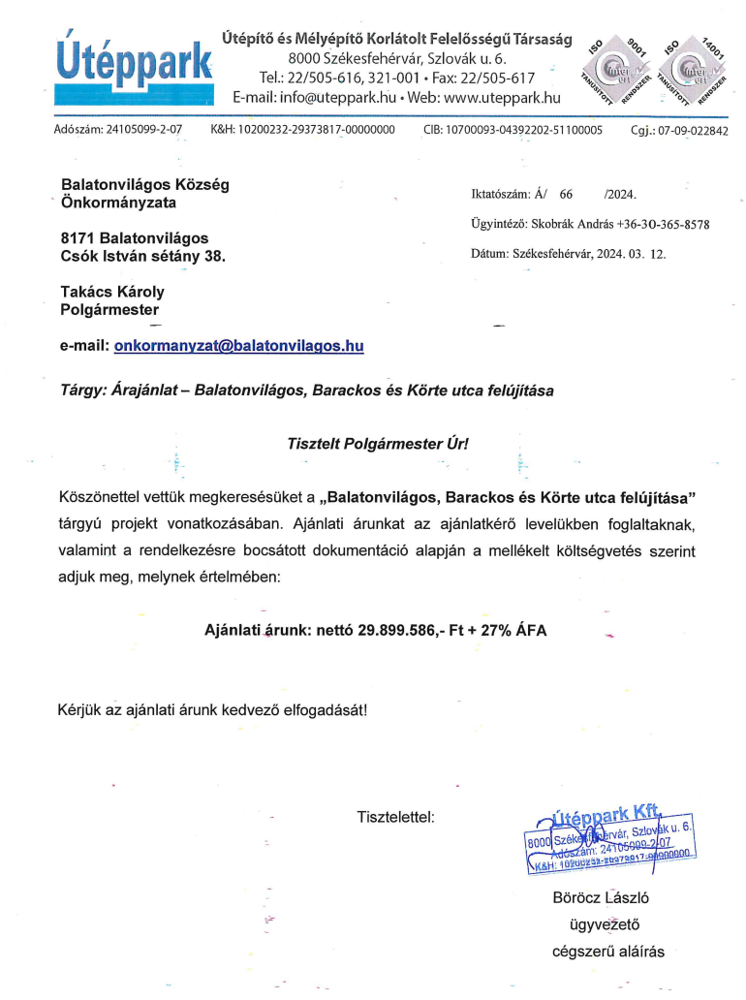 Útéppark
Útépítő és Mélyépítő Korlátolt Felelősségű Társaság
8000 Székesfehérvár, Szlovák u. 6.
Tel.: 22/505-616, 321-001 • Fax: 22/505-617
E-mail: info@uteppark.hu • Web: www.uteppark.hu
ISO 9001
TANÚSÍTOTT RENDSZER
ISO 14001
TANÚSÍTOTT RENDSZER
Adószám: 24105099-2-07 K&H: 10200232-29373817-00000000 CIB: 10700093-04392202-51100005 Cgj.: 07-09-022842
Balatonvilágos Község
Önkormányzata
8171 Balatonvilágos
Csók István sétány 38.
Takács Károly
Polgármester
e-mail: onkormanyzat@balatonvilagos.hu
Iktatószám: Á/ 66 /2024.
Ügyintéző: Skobrák András +36-30-365-8578
Dátum: Székesfehérvár, 2024. 03. 12.
Tárgy: Árajánlat – Balatonvilágos, Barackos és Körte utca felújítása
Tisztelt Polgármester Úr!
Köszönettel vettük megkeresésüket a „Balatonvilágos, Barackos és Körte utca felújítása”
tárgyú projekt vonatkozásában. Ajánlati árunkat az ajánlatkérő levelükben foglaltaknak,
valamint a rendelkezésre bocsátott dokumentáció alapján a mellékelt költségvetés szerint
adjuk meg, melynek értelmében:
Ajánlati árunk: nettó 29.899.586,- Ft + 27% ÁFA
Kérjük az ajánlati árunk kedvező elfogadását!
Tisztelettel:
Útéppark Kft.
8000 Székesfehérvár, Szlovák u. 6.
Adószám: 24105099-2-07
K&H: 10200232-29373817-00000000
Böröcz László
ügyvezető
cégszerű aláírás